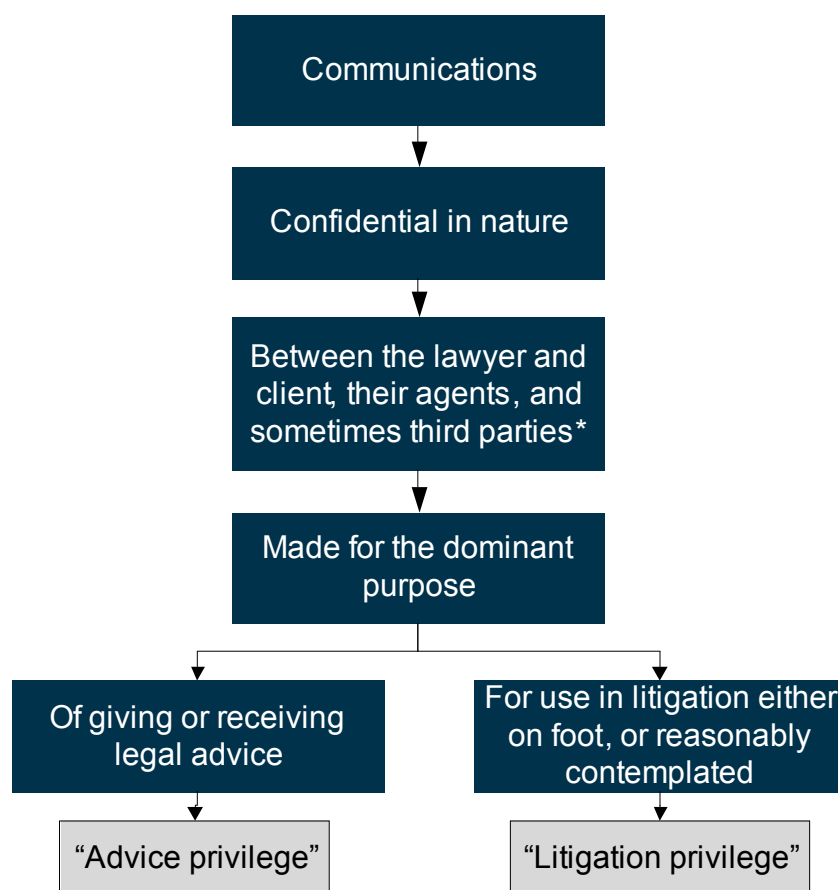 Communications
Confidential in nature
Between the lawyer and
client, their agents, and
sometimes third parties*
Made for the dominant
purpose
Of giving or receiving
legal advice
For use in litigation either
on foot, or reasonably
contemplated
“Advice privilege”
“Litigation privilege”